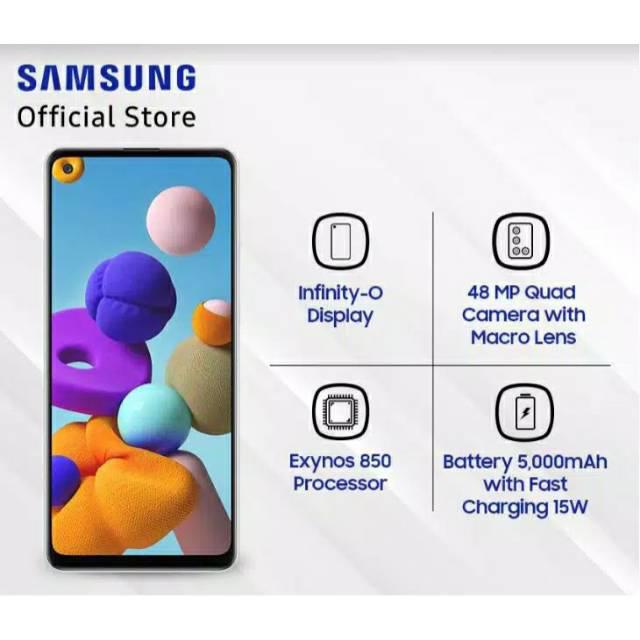 SAMSUNG
Official Store
Infinity-O
Display
48 MP Quad
Camera with
Macro Lens
Exynos 850
Processor
Battery 5,000mAh
with Fast
Charging 15W